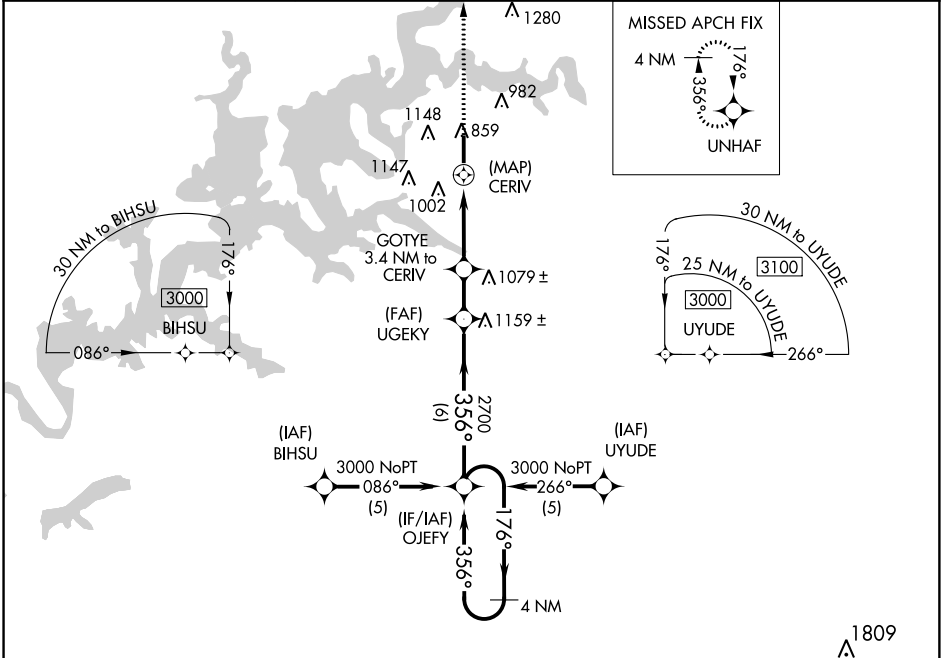 1280
MISSED APCH FIX
4 NM
176°
356°
UNHAF
982
1148
859
1147
1002
(MAP)
CERIV
30 NM to BIHSU
176°
3000
BIHSU
086°
GOTYE
3.4 NM to
CERIV
1079 ±
(FAF)
UGEKY
1159 ±
30 NM to UYUDE
3100
25 NM to UYUDE
176°
3000
UYUDE
266°
2700
356°
(6)
(IAF)
BIHSU
3000 NoPT
086°
(5)
(IAF)
UYUDE
3000 NoPT
266°
(5)
(IF/IAF)
OJEFY
176°
356°
4 NM
1809